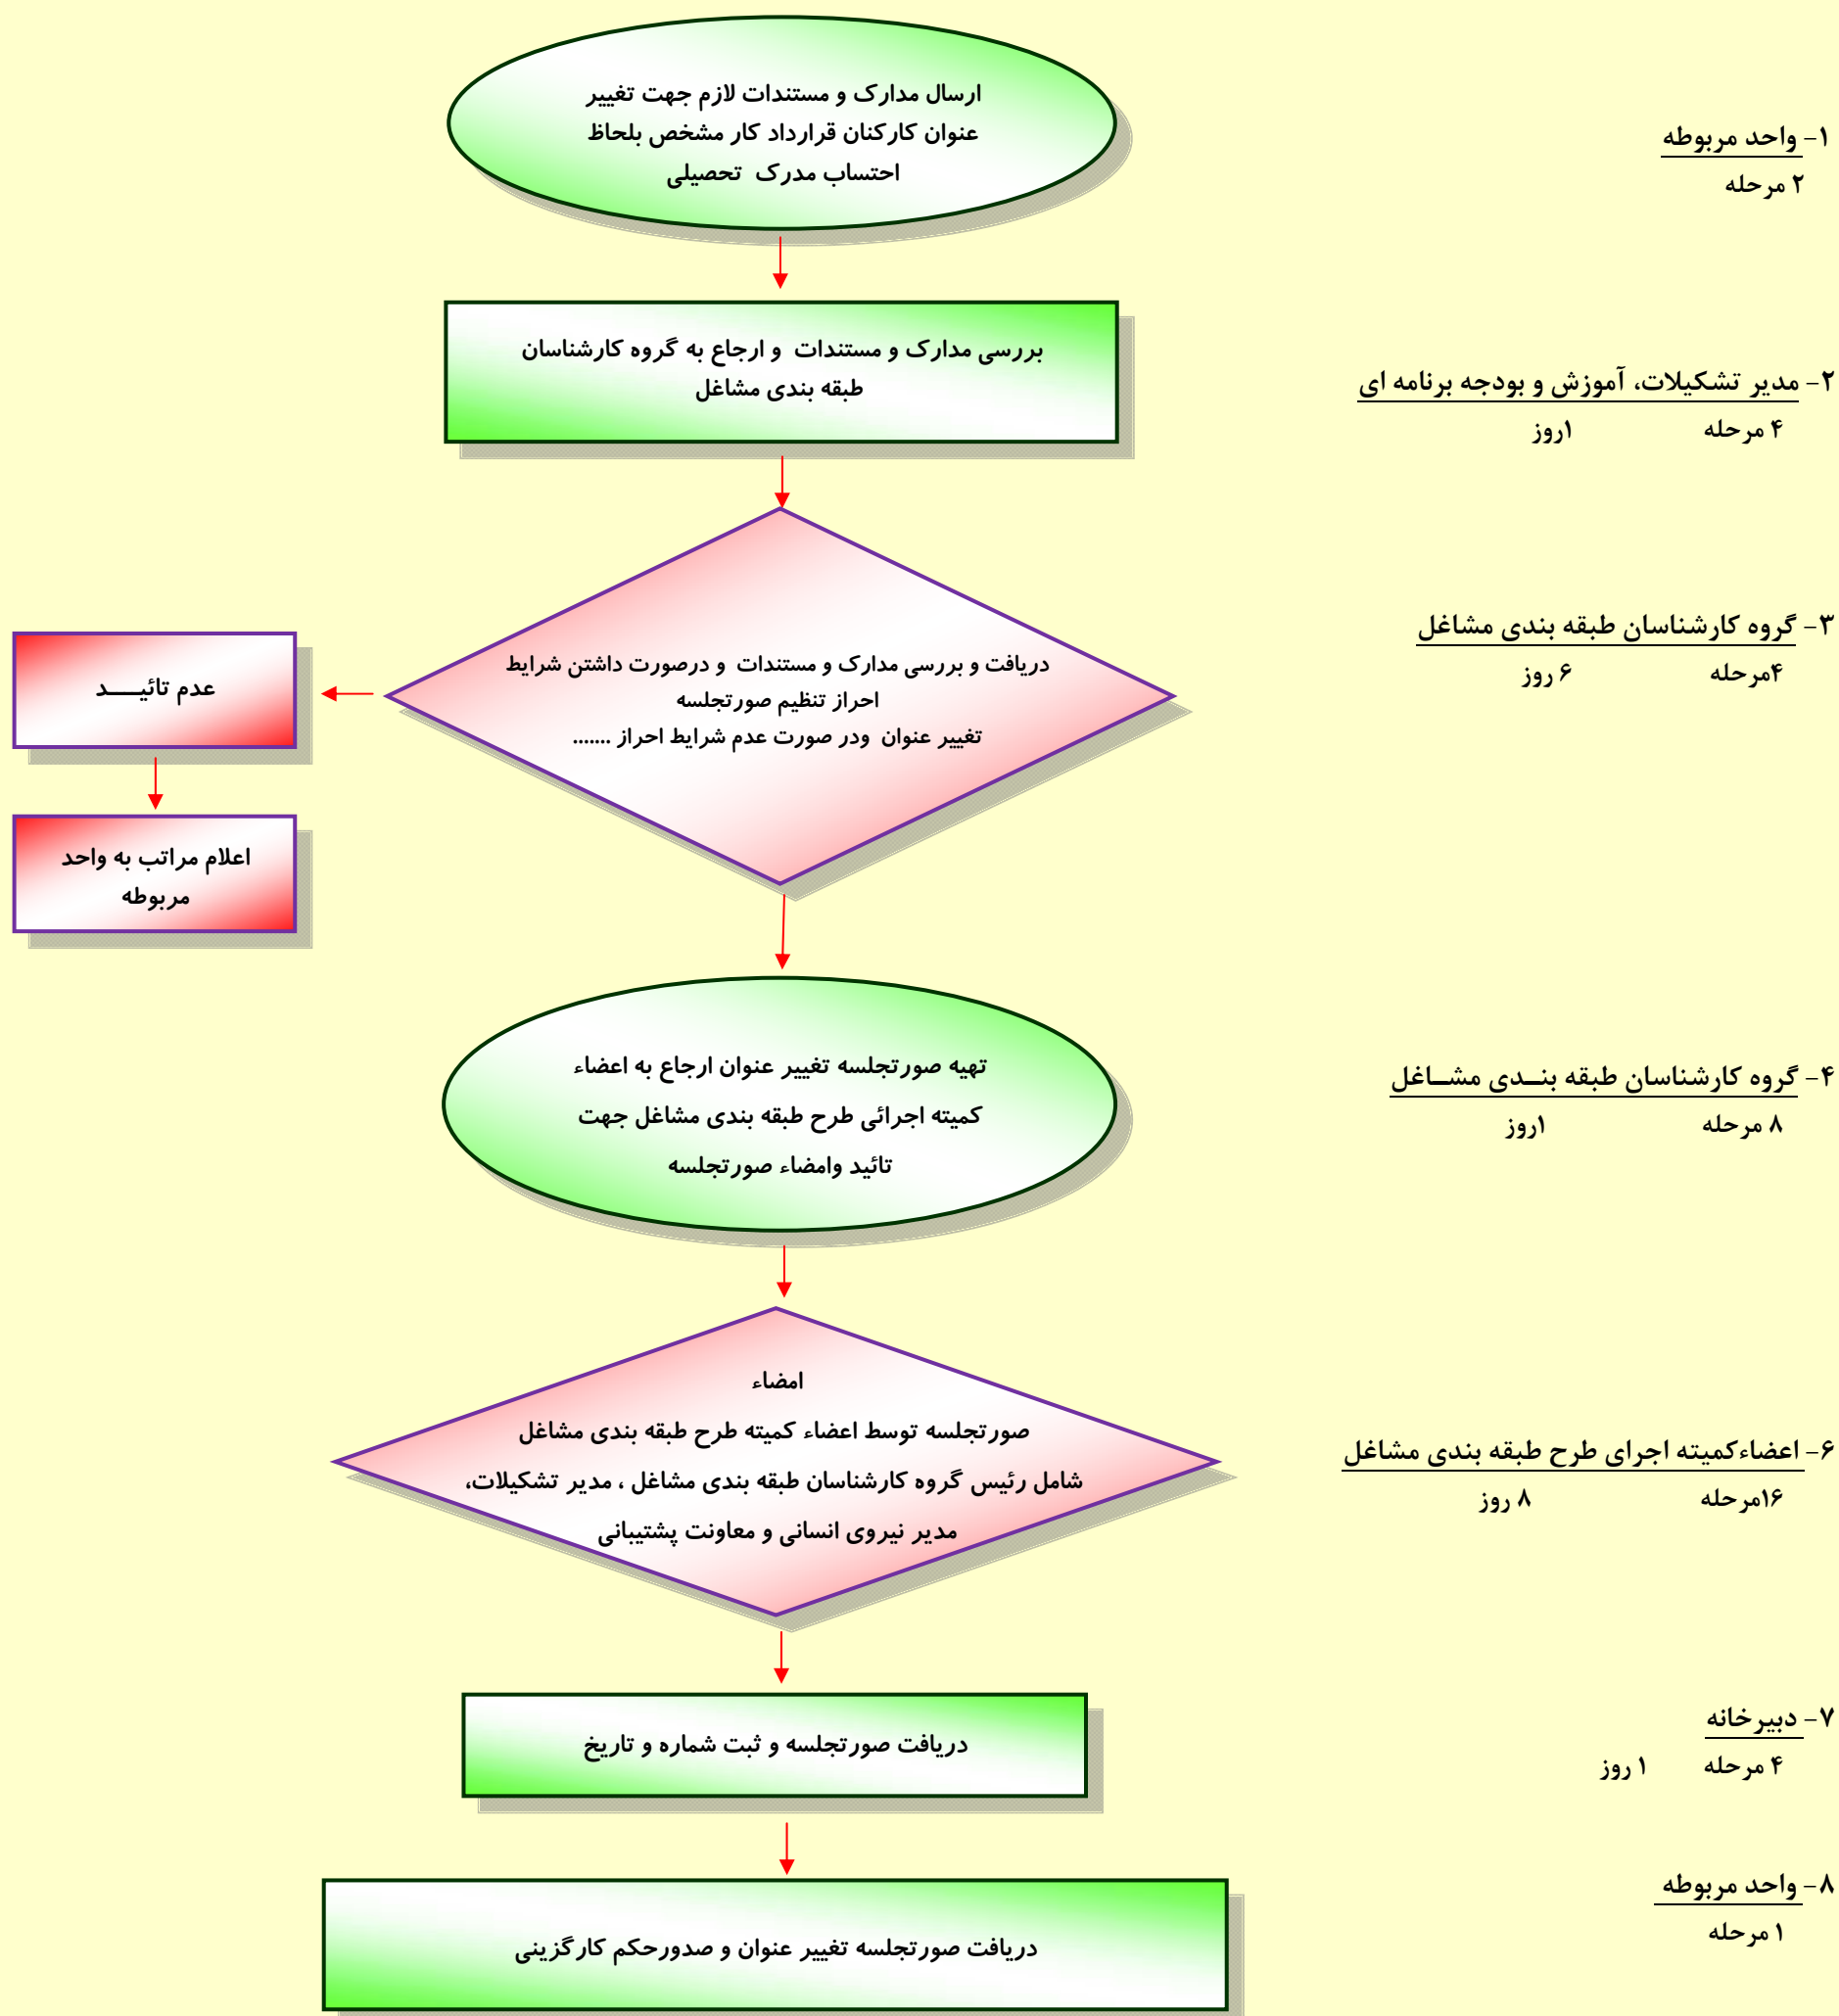 ارسال مدارک و مستندات لازم جهت تغییر
عنوان کارکنان قرارداد کار مشخص بلحاظ
احتساب مدرک تحصیلی
۱- واحد مربوطه
۲ مرحله
بررسی مدارک و مستندات و ارجاع به گروه کارشناسان
طبقه بندی مشاغل
۲- مدیر تشکیلات، آموزش و بودجه برنامه ای
۴ مرحله ۱روز
دریافت و بررسی مدارک و مستندات و درصورت داشتن شرایط
احراز تنظیم صورتجلسه
تغییر عنوان ودر صورت عدم شرایط احراز .......
۳- گروه کارشناسان طبقه بندی مشاغل
۴مرحله ۶ روز
عدم تائیــــد
اعلام مراتب به واحد
مربوطه
تهیه صورتجلسه تغییر عنوان ارجاع به اعضاء
کمیته اجرائی طرح طبقه بندی مشاغل جهت
تائید وامضاء صورتجلسه
۴- گروه کارشناسان طبقه بنــدی مشــاغل
۸ مرحله ۱روز
امضاء
صورتجلسه توسط اعضاء کمیته طرح طبقه بندی مشاغل
شامل رئیس گروه کارشناسان طبقه بندی مشاغل ، مدیر تشکیلات،
مدیر نیروی انسانی و معاونت پشتیبانی
۶- اعضاءکمیته اجرای طرح طبقه بندی مشاغل
۱۶مرحله ۸ روز
دریافت صورتجلسه و ثبت شماره و تاریخ
۷- دبیرخانه
۴ مرحله ۱ روز
دریافت صورتجلسه تغییر عنوان و صدورحکم کارگزینی
۸- واحد مربوطه
۱ مرحله